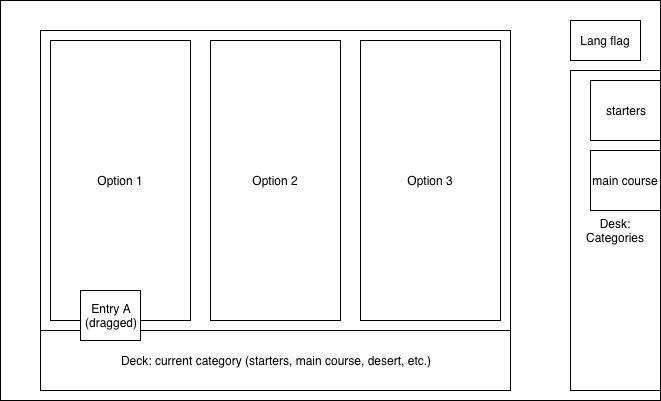 Lang flag
starters
main course
Desk:
Categories
Option 1
Option 2
Option 3
Entry A
(dragged)
Deck: current category (starters, main course, desert, etc.)